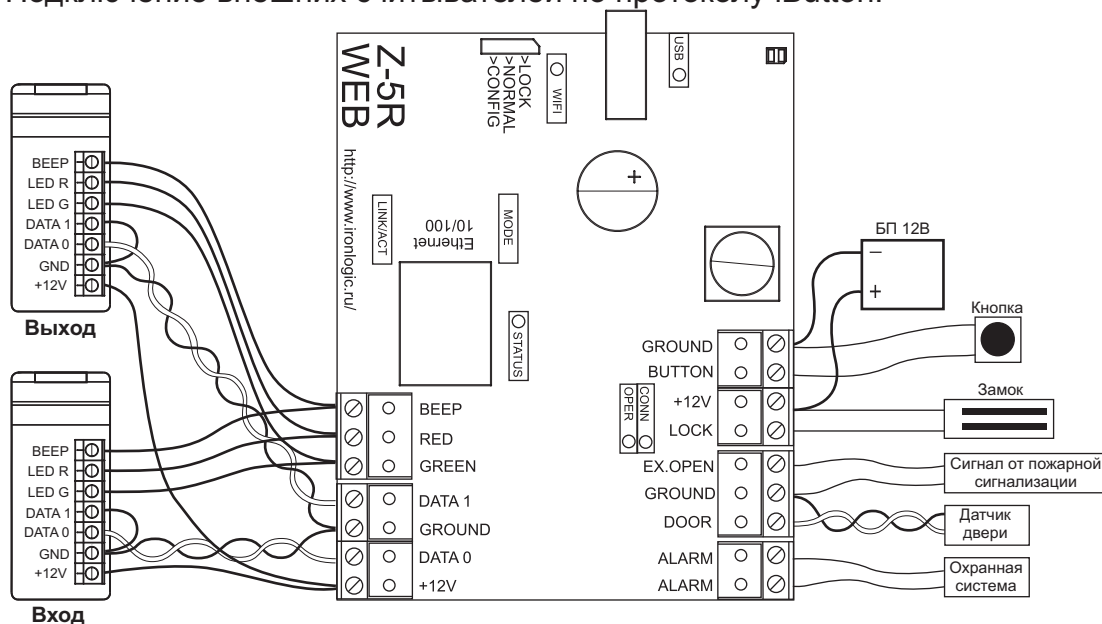 Подключение внешних считывателей по протоколу iButton:
Z-5R
WEB
http://www.ironlogic.ru/
>LOCK
>NORMAL
>CONFIG
WIFI
USB
LINK/ACT
Ethernet
10/100
MODE
STATUS
CONN
OPER
+
BEEP
LED R
LED G
DATA 1
DATA 0
GND
+12V
Выход
BEEP
LED R
LED G
DATA 1
DATA 0
GND
+12V
Вход
BEEP
RED
GREEN
DATA 1
GROUND
DATA 0
+12V
GROUND
BUTTON
+12V
LOCK
EX.OPEN
GROUND
DOOR
ALARM
ALARM
БП 12В
–
+
Кнопка
Замок
Сигнал от пожарной
сигнализации
Датчик
двери
Охранная
система